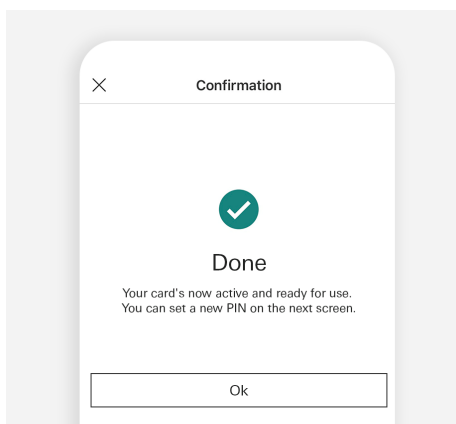 Confirmation
Done
Your card's now active and ready for use.
You can set a new PIN on the next screen.
Ok